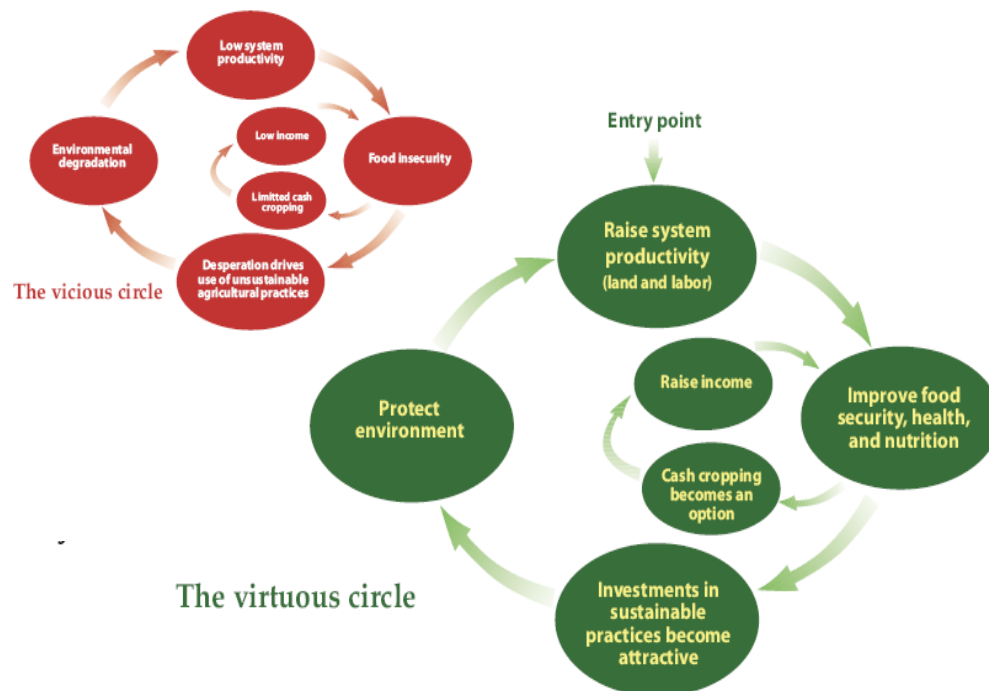 Low system
productivity
Low income
Environmental
degradation
Food insecurity
Limitted cash
cropping
Desperation drives
use of unsustainable
agricultural practices
The vicious circle
Entry point
Raise system
productivity
(land and labor)
Raise income
Protect
environment
Improve food
security, health,
and nutrition
Cash cropping
becomes an
option
Investments in
sustainable
practices become
attractive
The virtuous circle